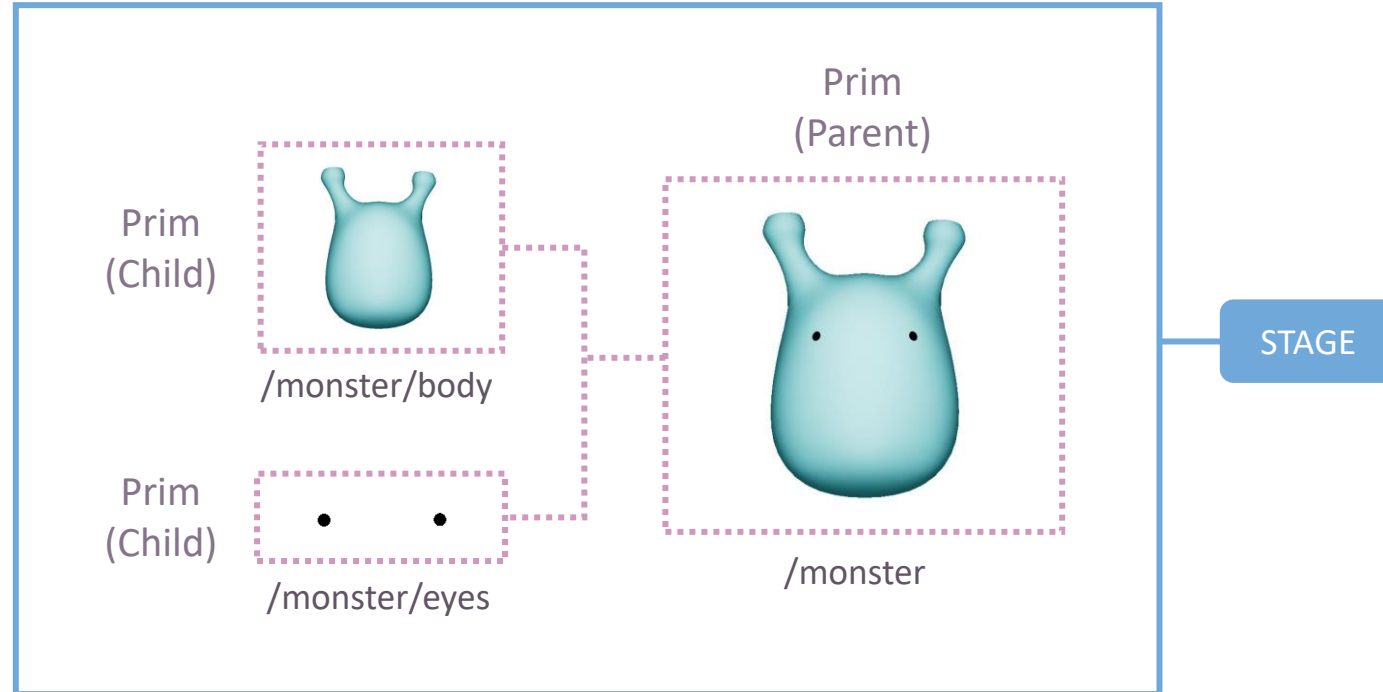 Prim
(Child)
/monster/body
Prim
(Child)
/monster/eyes
Prim
(Parent)
/monster
STAGE